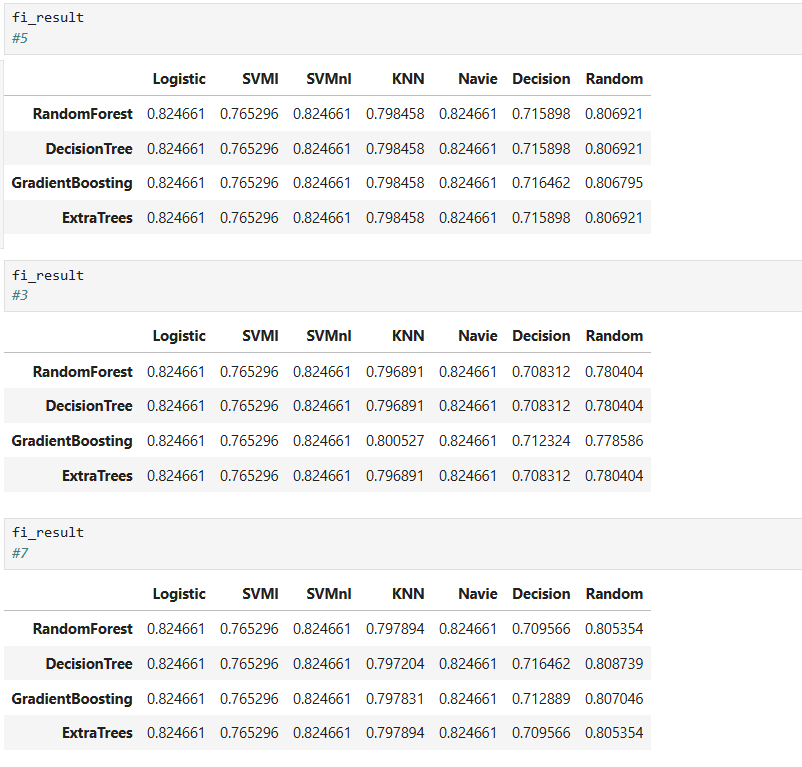 fi_result
#5
Logistic SVMl SVMnl KNN Navie Decision Random
RandomForest 0.824661 0.765296 0.824661 0.798458 0.824661 0.715898 0.806921
DecisionTree 0.824661 0.765296 0.824661 0.798458 0.824661 0.715898 0.806921
GradientBoosting 0.824661 0.765296 0.824661 0.798458 0.824661 0.716462 0.806795
ExtraTrees 0.824661 0.765296 0.824661 0.798458 0.824661 0.715898 0.806921
fi_result
#3
Logistic SVMl SVMnl KNN Navie Decision Random
RandomForest 0.824661 0.765296 0.824661 0.796891 0.824661 0.708312 0.780404
DecisionTree 0.824661 0.765296 0.824661 0.796891 0.824661 0.708312 0.780404
GradientBoosting 0.824661 0.765296 0.824661 0.800527 0.824661 0.712324 0.778586
ExtraTrees 0.824661 0.765296 0.824661 0.796891 0.824661 0.708312 0.780404
fi_result
#7
Logistic SVMl SVMnl KNN Navie Decision Random
RandomForest 0.824661 0.765296 0.824661 0.797894 0.824661 0.709566 0.805354
DecisionTree 0.824661 0.765296 0.824661 0.797204 0.824661 0.716462 0.808739
GradientBoosting 0.824661 0.765296 0.824661 0.797831 0.824661 0.712889 0.807046
ExtraTrees 0.824661 0.765296 0.824661 0.797894 0.824661 0.709566 0.805354